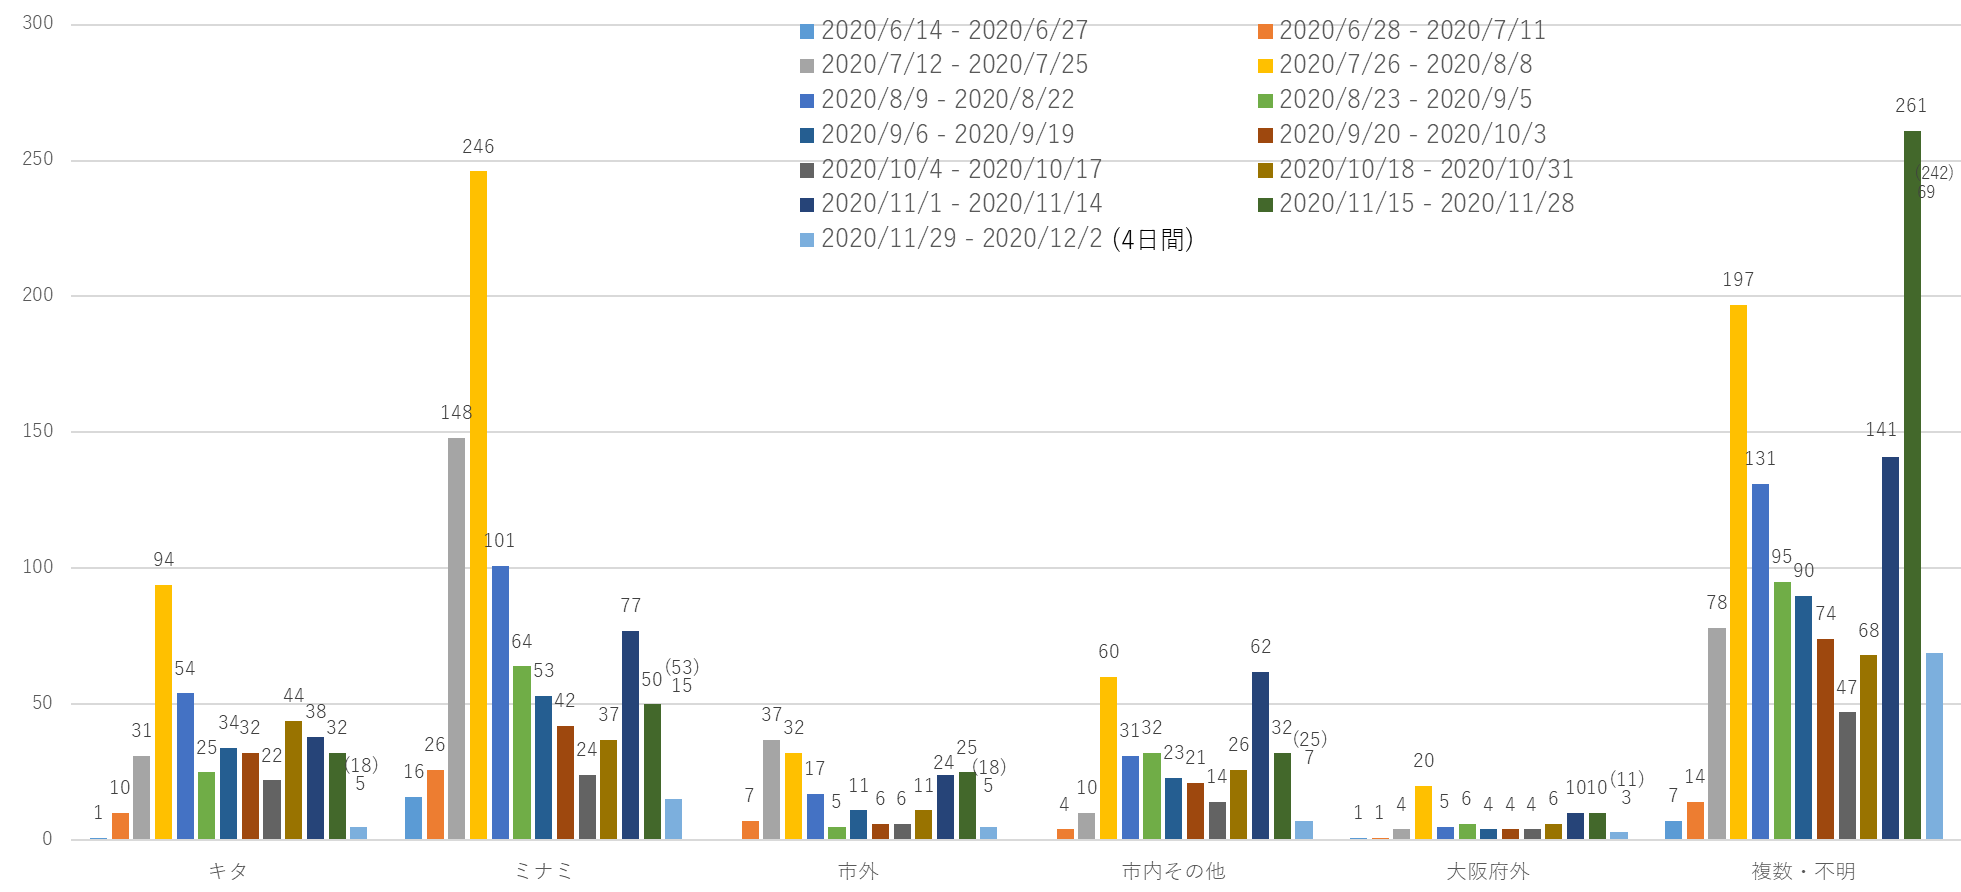 2020/6/14 - 2020/6/27 2020/6/28 - 2020/7/11
2020/7/12 - 2020/7/25 2020/7/26 - 2020/8/8
2020/8/9 - 2020/8/22 2020/8/23 - 2020/9/5
2020/9/6 - 2020/9/19 2020/9/20 - 2020/10/3
2020/10/4 - 2020/10/17 2020/10/18 - 2020/10/31
2020/11/1 - 2020/11/14 2020/11/15 - 2020/11/28
2020/11/29 - 2020/12/2 (4日間)
300
250
200
150
100
50
0
1 10 31 94 54 25 34 32 22 44 38 32 (18)
5
キタ
16 26 148 246 101 64 53 42 24 37 77 50 (53)
15
ミナミ
7 37 32 17 5 11 6 6 11 24 25 (18)
5
市外
4 10 60 31 32 23 21 14 26 62 32 (25)
7
市内その他
1 1 4 20 5 6 4 4 4 6 10 10 (11)
3
大阪府外
7 14 78 197 131 95 90 74 47 68 141 261 (242)
69
複数・不明